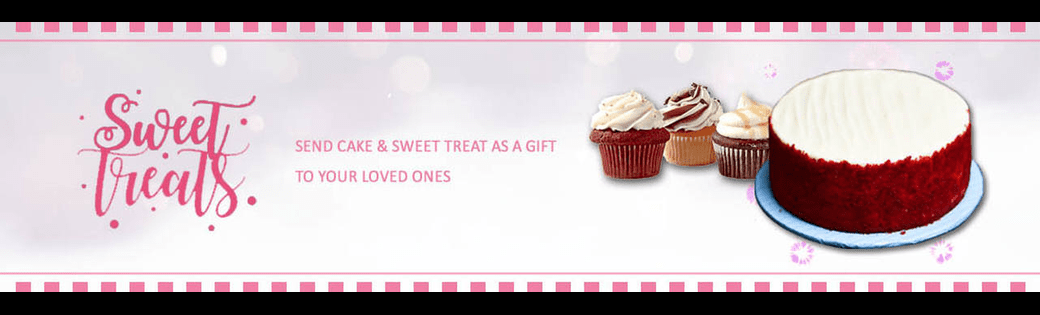 Sweet
Treats
SEND CAKE & SWEET TREAT AS A GIFT
TO YOUR LOVED ONES